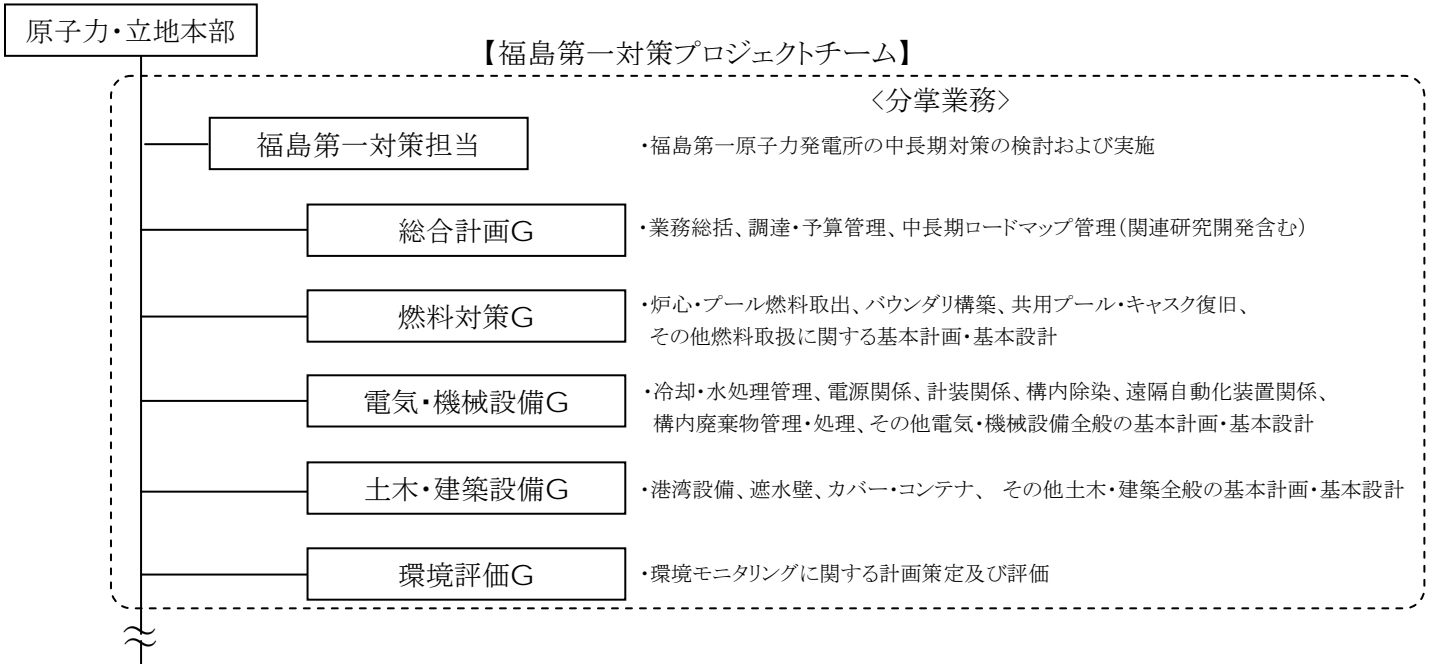 原子力・立地本部
【福島第一対策プロジェクトチーム】
〈分掌業務〉
福島第一対策担当
・福島第一原子力発電所の中長期対策の検討および実施
総合計画G
・業務総括、調達・予算管理、中長期ロードマップ管理（関連研究開発含む）
燃料対策G
・炉心・プール燃料取出、バウンダリ構築、共用プール・キャスク復旧、
その他燃料取扱に関する基本計画・基本設計
電気・機械設備G
・冷却・水処理管理、電源関係、計装関係、構内除染、遠隔自動化装置関係、
構内廃棄物管理・処理、その他電気・機械設備全般の基本計画・基本設計
土木・建築設備G
・港湾設備、遮水壁、カバー・コンテナ、 その他土木・建築全般の基本計画・基本設計
環境評価G
・環境モニタリングに関する計画策定及び評価